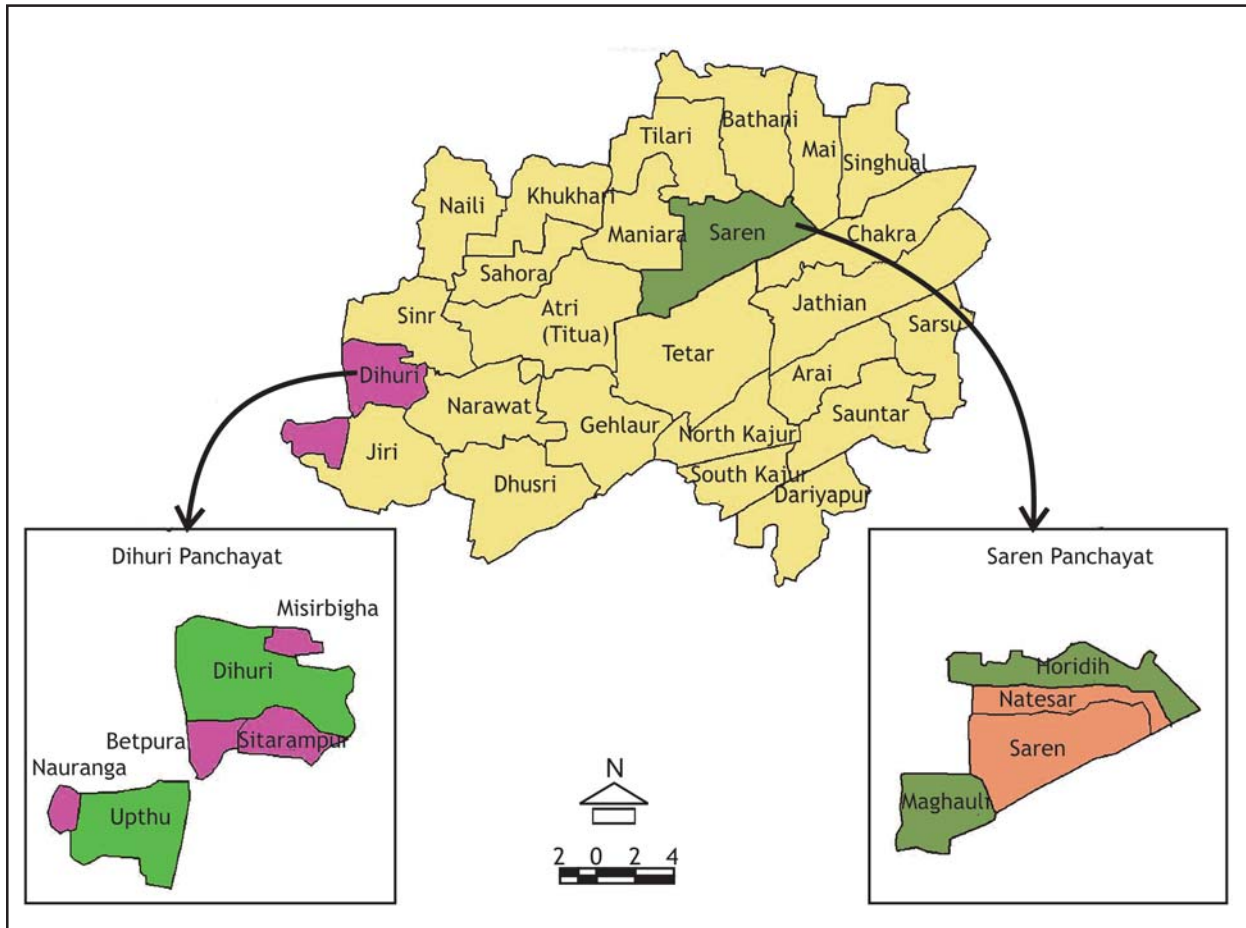 Bathani
Tilari
Mai
Singhual
Khukhari
Naili
Maniara
Saren
Chakra
Sahora
Jathian
Atri
(Titua)
Sinr
Sarsu
Tetar
Dihuri
Arai
Narawat
Sauntar
Gehlaur
North Kajur
Jiri
South Kajur
Dhusri
Dariyapur
Dihuri Panchayat
Misirbigha
Dihuri
Betpura
Sitarampur
Nauranga
Upthu
N
2 0 2 4
Saren Panchayat
Horidih
Natesar
Saren
Maghauli